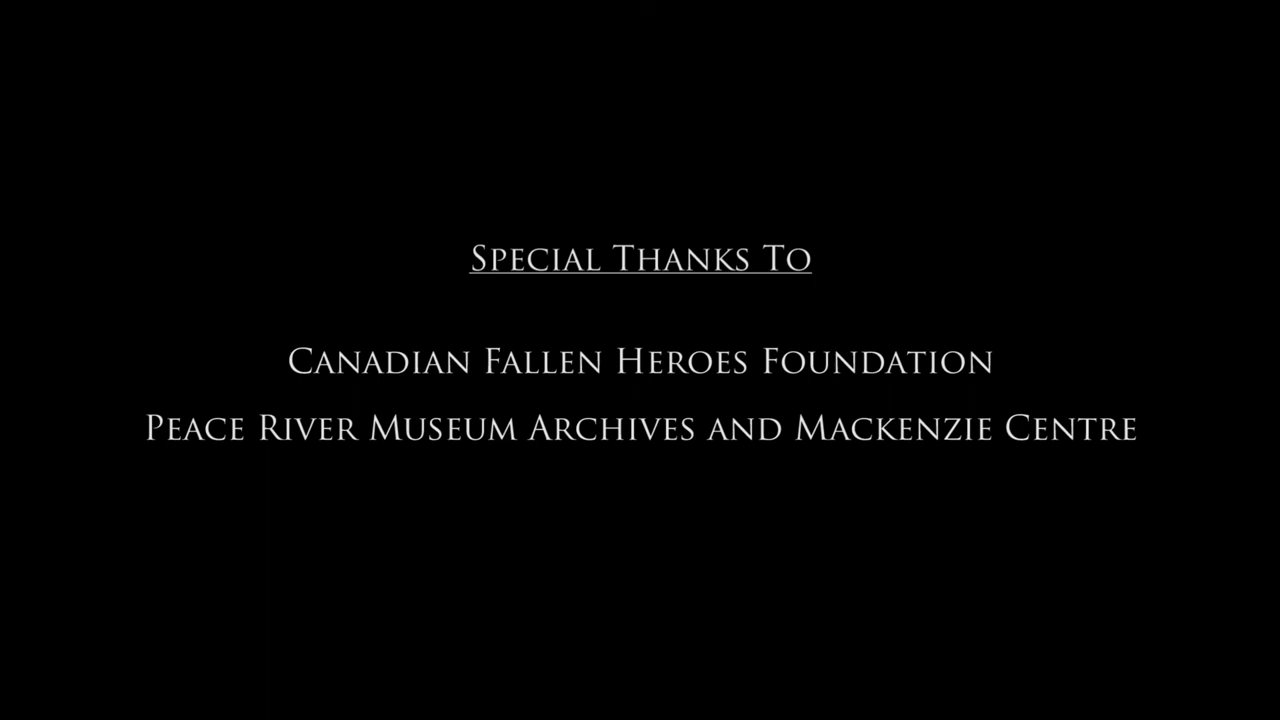 Special Thanks To
Canadian Fallen Heroes Foundation
Peace River Museum Archives and Mackenzie Centre